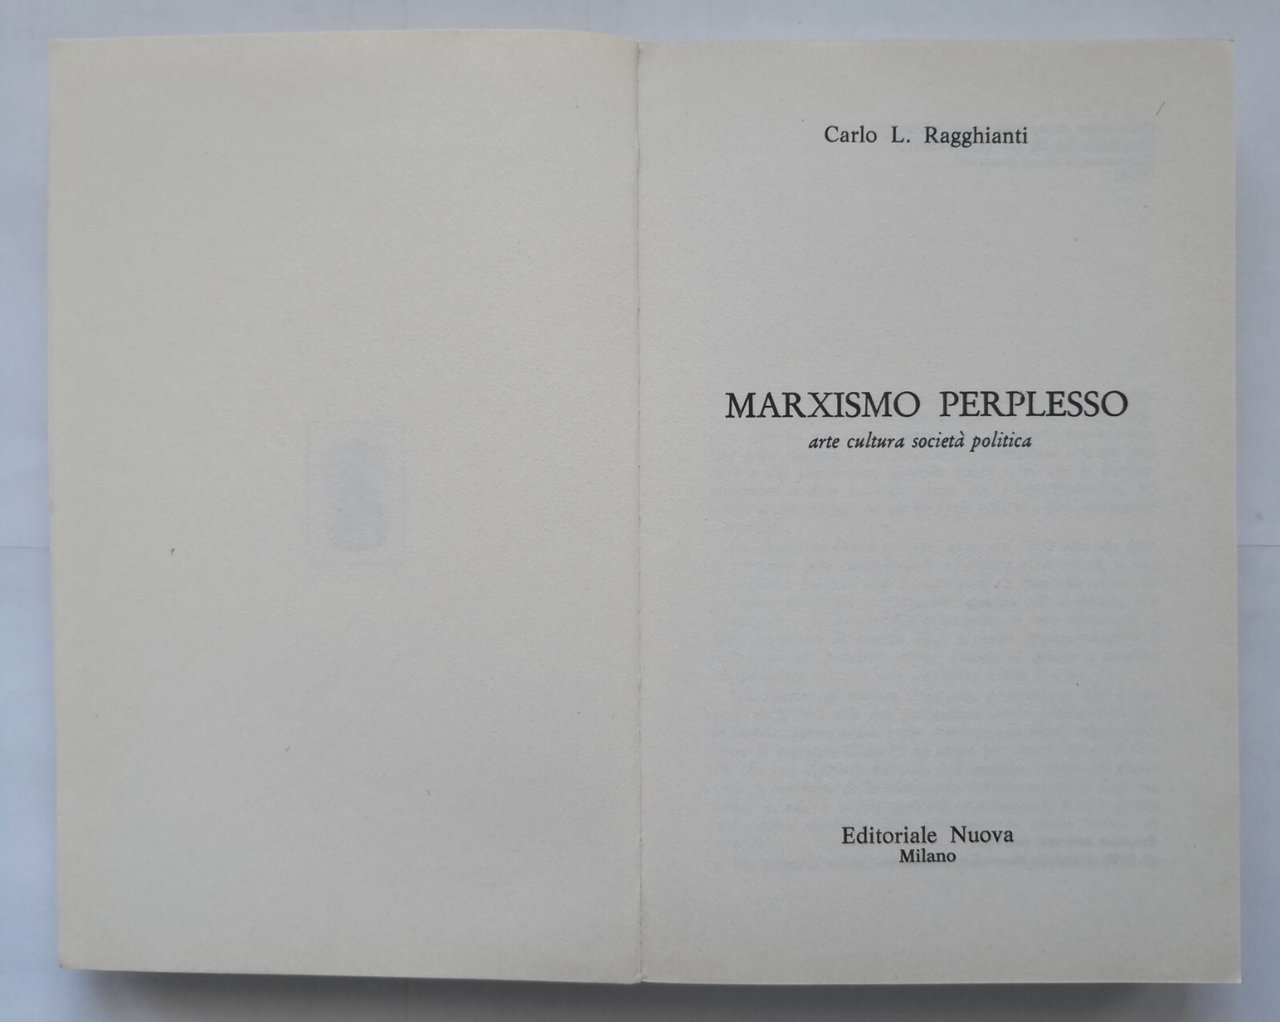 Carlo L. Ragghianti
MARXISMO PERPLESSO
arte cultura società politica
Editoriale Nuova
Milano